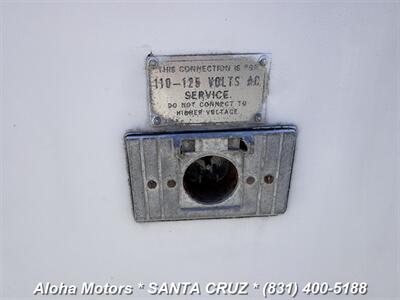 THIS CONNECTION IS FOR
110-125 VOLTS AC
SERVICE.
DO NOT CONNECT TO
HIGHER VOLTAGE
Aloha Motors * SANTA CRUZ * (831) 400-5188